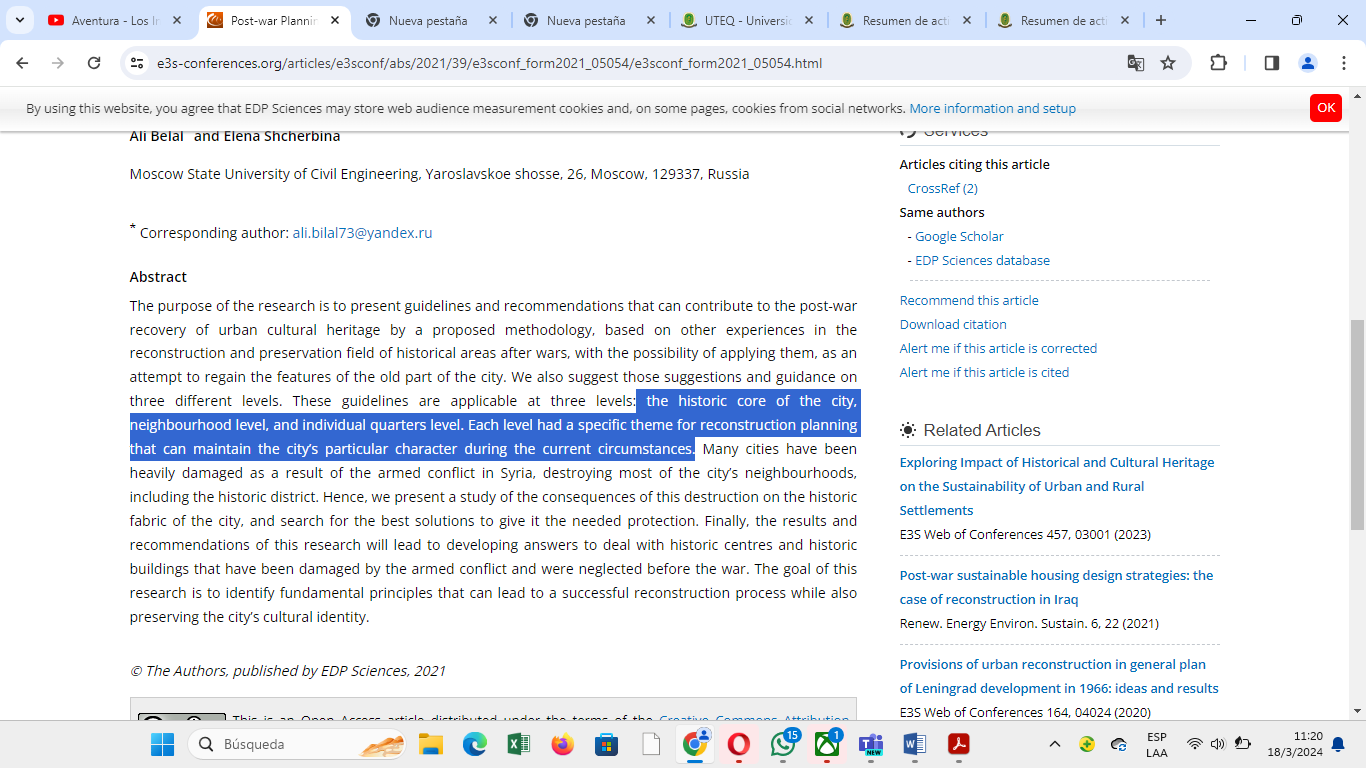 Aventura - Los In
Post-war Plannin
Nueva pestaña
Nueva pestaña
UTEQ - Universid
Resumen de acti
Resumen de acti
e3s-conferences.org/articles/e3sconf/abs/2021/39/e3sconf_form2021_05054/e3sconf_form2021_05054.html
By using this website, you agree that EDP Sciences may store web audience measurement cookies and, on some pages, cookies from social networks. More information and setup
OK
Ali Belal* and Elena Shcherbina
Moscow State University of Civil Engineering, Yaroslavskoe shosse, 26, Moscow, 129337, Russia
* Corresponding author: ali.bilal73@yandex.ru
Abstract
The purpose of the research is to present guidelines and recommendations that can contribute to the post-war
recovery of urban cultural heritage by a proposed methodology, based on other experiences in the
reconstruction and preservation field of historical areas after wars, with the possibility of applying them, as an
attempt to regain the features of the old part of the city. We also suggest those suggestions and guidance on
three different levels. These guidelines are applicable at three levels: the historic core of the city,
neighbourhood level, and individual quarters level. Each level had a specific theme for reconstruction planning
that can maintain the city's particular character during the current circumstances. Many cities have been
heavily damaged as a result of the armed conflict in Syria, destroying most of the city's neighbourhoods,
including the historic district. Hence, we present a study of the consequences of this destruction on the historic
fabric of the city, and search for the best solutions to give it the needed protection. Finally, the results and
recommendations of this research will lead to developing answers to deal with historic centres and historic
buildings that have been damaged by the armed conflict and were neglected before the war. The goal of this
research is to identify fundamental principles that can lead to a successful reconstruction process while also
preserving the city's cultural identity.
© The Authors, published by EDP Sciences, 2021
This is an Open Access article distributed under the terms of the Creative Commons Attribution
Services
Articles citing this article
CrossRef (2)
Same authors
- Google Scholar
- EDP Sciences database
Recommend this article
Download citation
Alert me if this article is corrected
Alert me if this article is cited
Related Articles
Exploring Impact of Historical and Cultural Heritage
on the Sustainability of Urban and Rural
Settlements
E3S Web of Conferences 457, 03001 (2023)
Post-war sustainable housing design strategies: the
case of reconstruction in Iraq
Renew. Energy Environ. Sustain. 6, 22 (2021)
Provisions of urban reconstruction in general plan
of Leningrad development in 1966: ideas and results
E3S Web of Conferences 164, 04024 (2020)
Búsqueda
15
1
NEW
ESP
LAA
11:20
18/3/2024